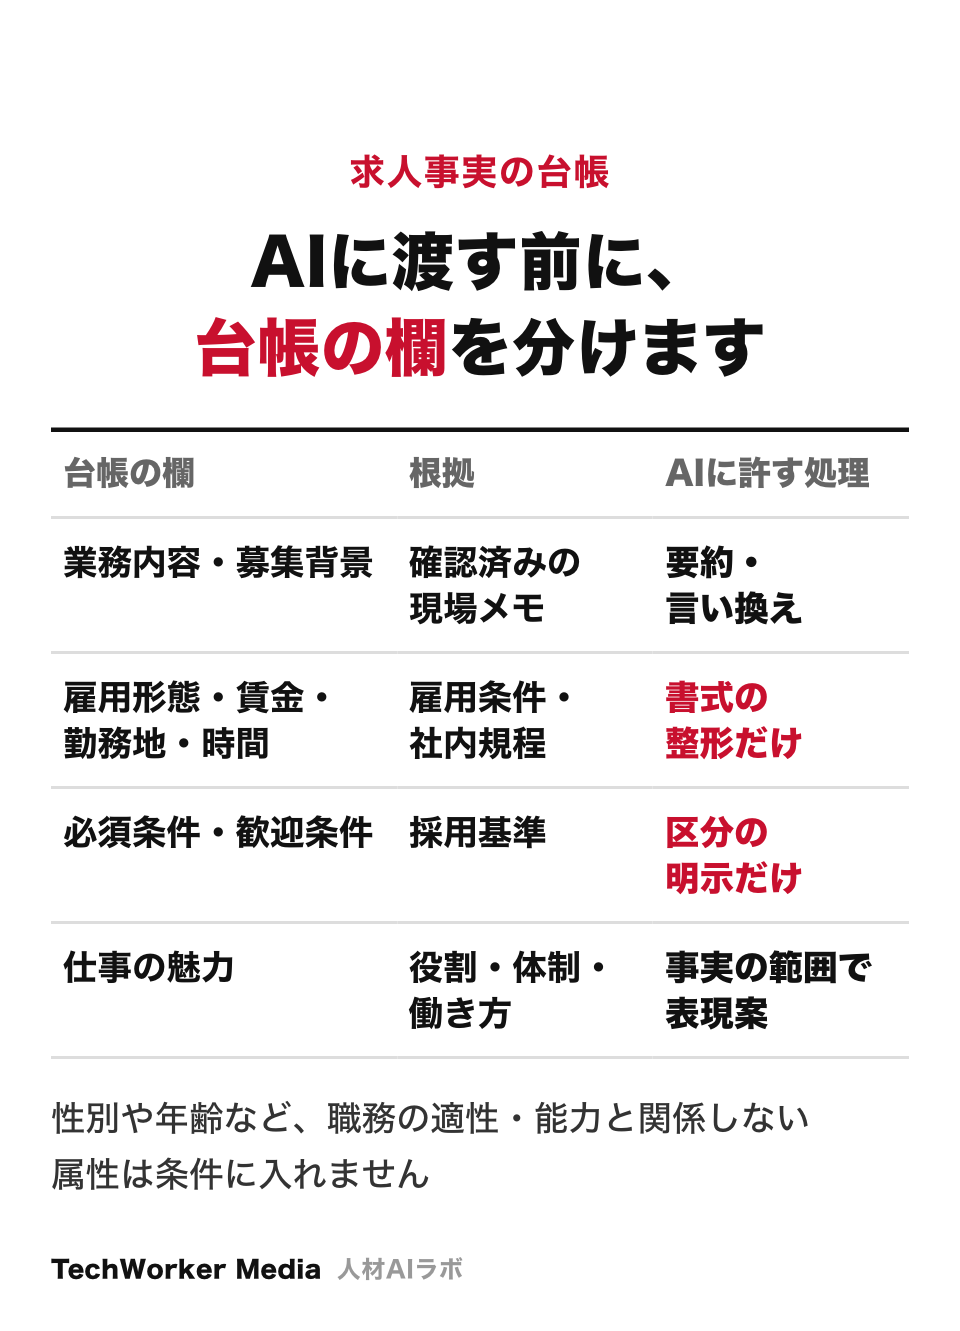 求人事実の台帳
AIに渡す前に、
台帳の欄を分けます
台帳の欄 根拠 AIに許す処理
業務内容・募集背景 確認済みの 要約・
現場メモ 言い換え
雇用形態・賃金・ 雇用条件・ 書式の
勤務地・時間 社内規程 整形だけ
必須条件・歓迎条件 採用基準 区分の
明示だけ
仕事の魅力 役割・体制・ 事実の範囲で
働き方 表現案
性別や年齢など、職務の適性・能力と関係しない
属性は条件に入れません
TechWorker Media 人材AIラボ